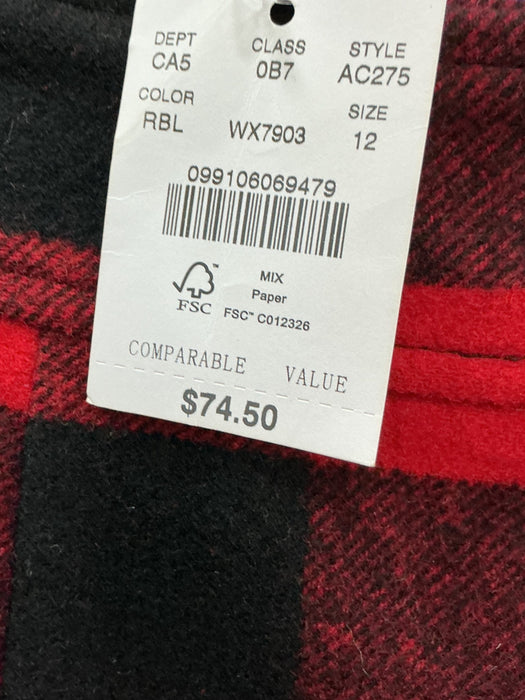 DEPT CLASS STYLE
CA5 0B7 AC275
COLOR SIZE
RBL WX7903 12
099106069479
MIX
Paper
FSC™ FSC™ C012326
COMPARABLE VALUE
$74.50